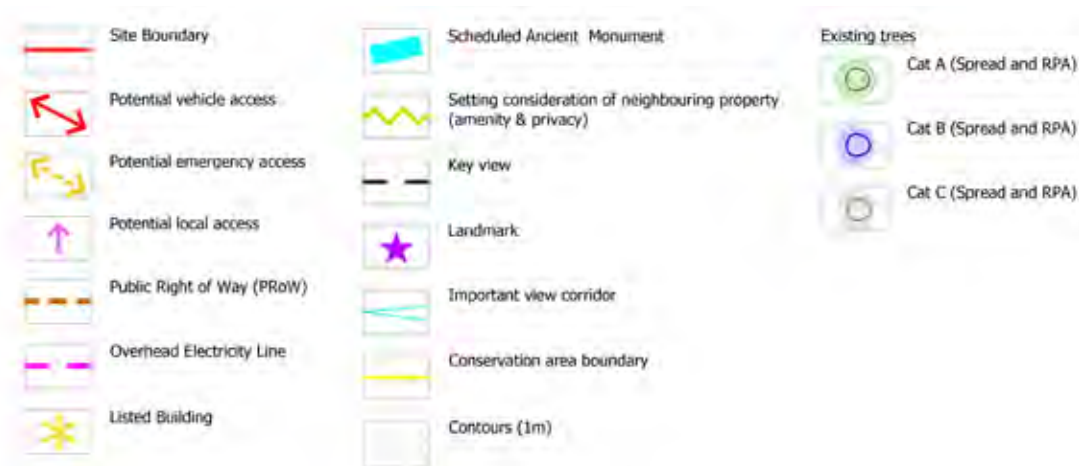 Site Boundary
Potential vehicle access
Potential emergency access
Potential local access
Public Right of Way (PRoW)
Overhead Electricity Line
Listed Building
Scheduled Ancient Monument
Setting consideration of neighbouring property
(amenity & privacy)
Key view
Landmark
Important view corridor
Conservation area boundary
Contours (1m)
Existing trees
Cat A (Spread and RPA)
Cat B (Spread and RPA)
Cat C (Spread and RPA)